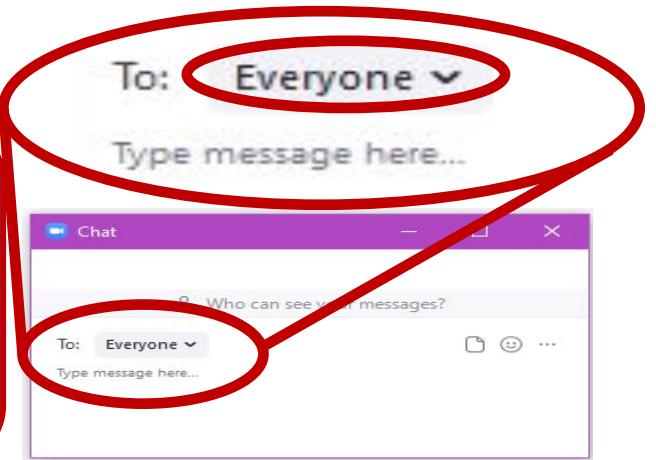 To: Everyone
Type message here...
Chat
Who can see your messages?
To: Everyone
Type message here...